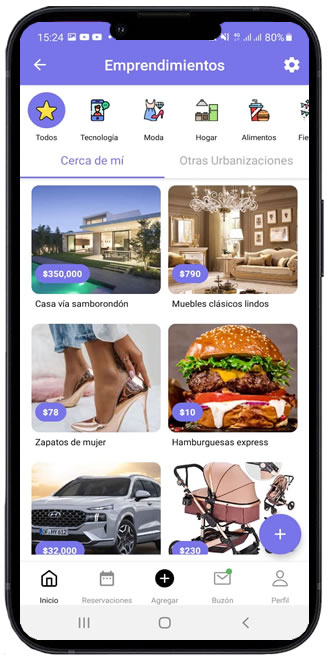 15:24 80%
Emprendimientos
Todos Tecnología Moda Hogar Alimentos Fie
Cerca de mí Otras Urbanizaciones
$350,000 $790
Casa vía samborondón Muebles clásicos lindos
$78 $10
Zapatos de mujer Hamburguesas express
$32,000 $230
Inicio Reservaciones Agregar Buzón Perfil